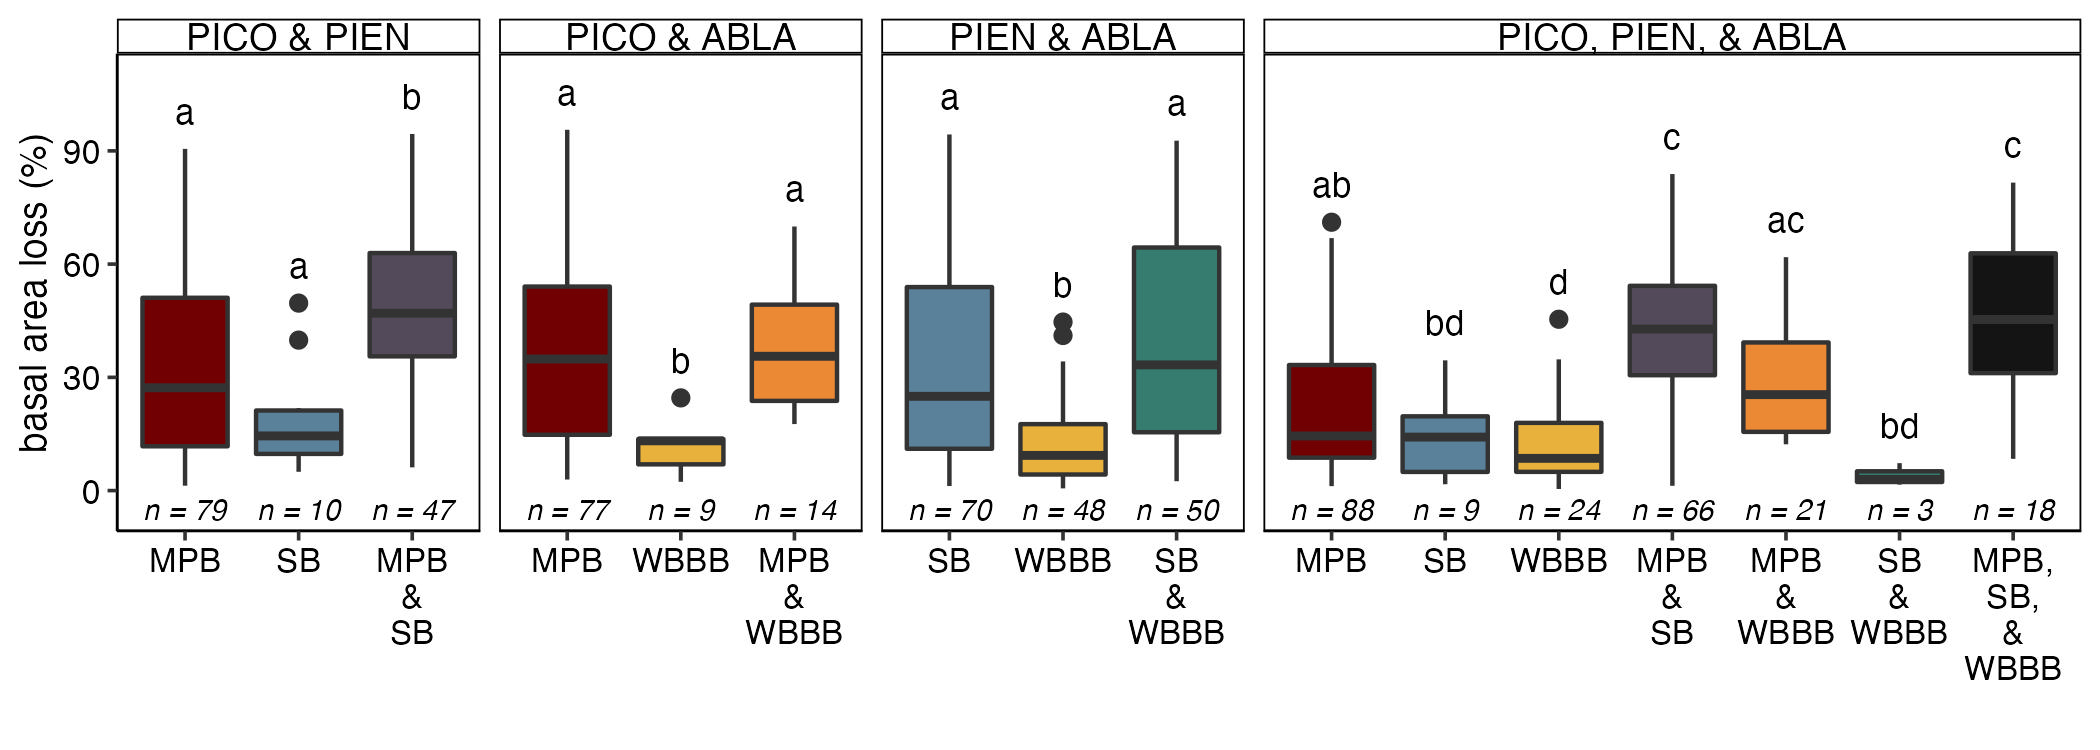 PICO & PIEN
PICO & ABLA
PIEN & ABLA
PICO, PIEN, & ABLA
basal area loss (%)
90
60
30
0
a
a
b
a
b
a
a
b
a
ab
bd
d
c
ac
bd
c
n = 79
n = 10
n = 47
n = 77
n = 9
n = 14
n = 70
n = 48
n = 50
n = 88
n = 9
n = 24
n = 66
n = 21
n = 3
n = 18
MPB
SB
MPB
&
SB
MPB
WBBB
MPB
&
WBBB
SB
WBBB
SB
&
WBBB
MPB
SB
WBBB
MPB
&
SB
MPB
&
WBBB
SB
&
WBBB
MPB,
SB,
&
WBBB